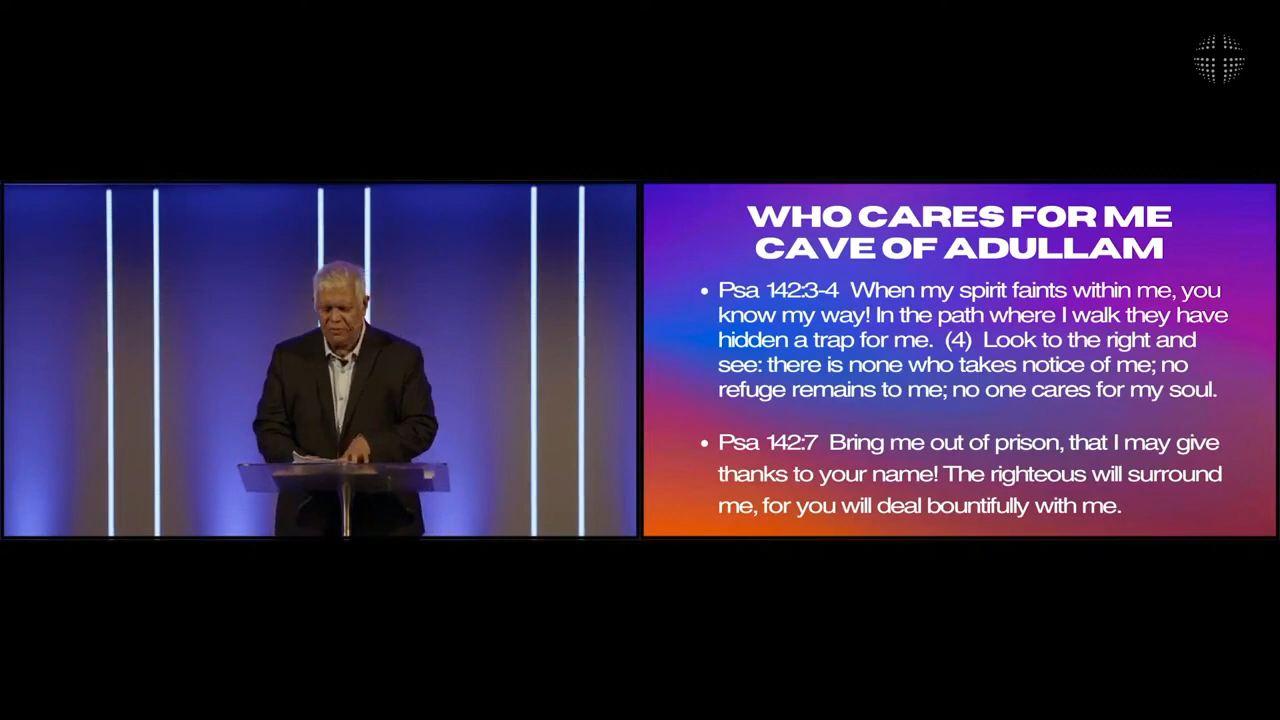 WHO CARES FOR ME
CAVE OF ADULLAM
• Psa 142:3-4  When my spirit faints within me, you
know my way! In the path where I walk they have
hidden a trap for me.  (4)  Look to the right and
see: there is none who takes notice of me; no
refuge remains to me; no one cares for my soul.
• Psa 142:7  Bring me out of prison, that I may give
thanks to your name! The righteous will surround
me, for you will deal bountifully with me.